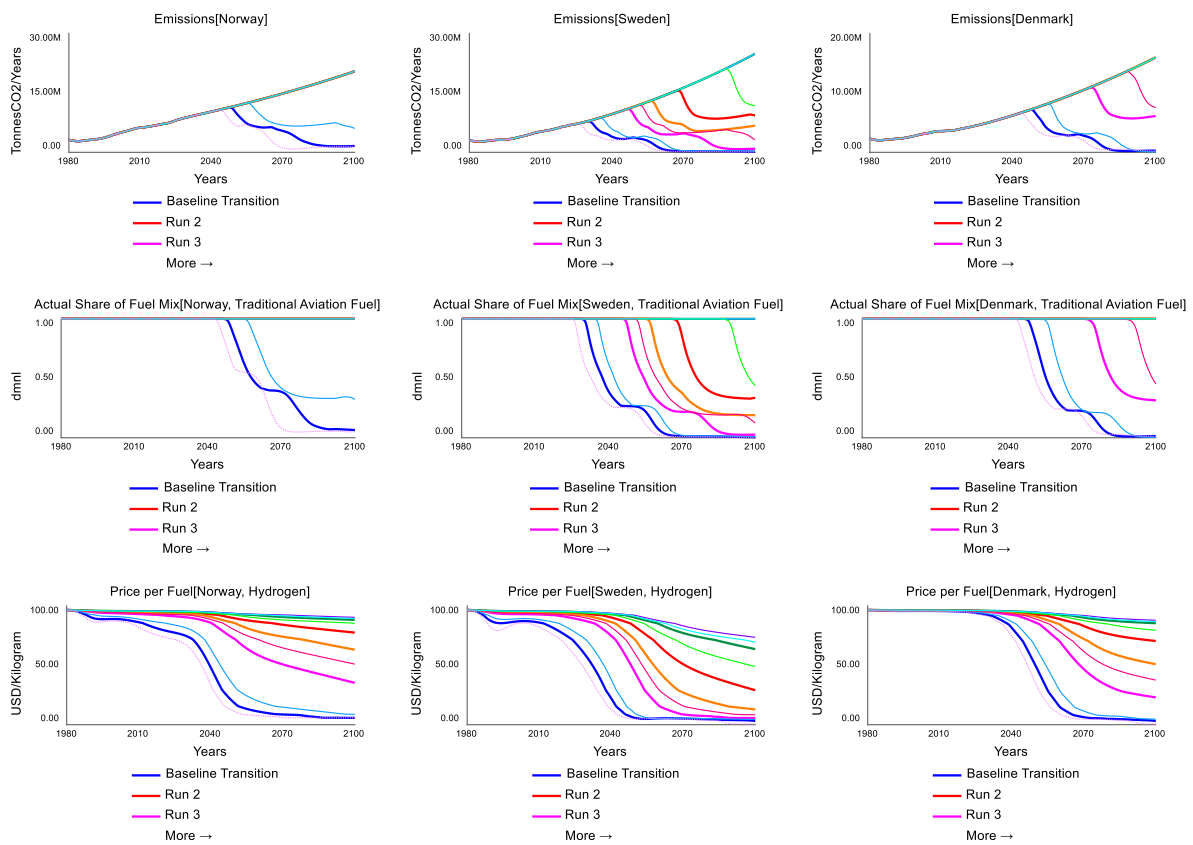 Emissions[Norway]
TonnesCO2/Years
30.00M
15.00M
0.00
1980 2010 2040 2070 2100
Years
Baseline Transition
Run 2
Run 3
More →
Emissions[Sweden]
TonnesCO2/Years
30.00M
15.00M
0.00
1980 2010 2040 2070 2100
Years
Baseline Transition
Run 2
Run 3
More →
Emissions[Denmark]
TonnesCO2/Years
20.00M
10.00M
0.00
1980 2010 2040 2070 2100
Years
Baseline Transition
Run 2
Run 3
More →
Actual Share of Fuel Mix[Norway, Traditional Aviation Fuel]
dmnl
1.00
0.50
0.00
1980 2010 2040 2070 2100
Years
Baseline Transition
Run 2
Run 3
More →
Actual Share of Fuel Mix[Sweden, Traditional Aviation Fuel]
dmnl
1.00
0.50
0.00
1980 2010 2040 2070 2100
Years
Baseline Transition
Run 2
Run 3
More →
Actual Share of Fuel Mix[Denmark, Traditional Aviation Fuel]
dmnl
1.00
0.50
0.00
1980 2010 2040 2070 2100
Years
Baseline Transition
Run 2
Run 3
More →
Price per Fuel[Norway, Hydrogen]
USD/Kilogram
100.00
50.00
0.00
1980 2010 2040 2070 2100
Years
Baseline Transition
Run 2
Run 3
More →
Price per Fuel[Sweden, Hydrogen]
USD/Kilogram
100.00
50.00
0.00
1980 2010 2040 2070 2100
Years
Baseline Transition
Run 2
Run 3
More →
Price per Fuel[Denmark, Hydrogen]
USD/Kilogram
100.00
50.00
0.00
1980 2010 2040 2070 2100
Years
Baseline Transition
Run 2
Run 3
More →